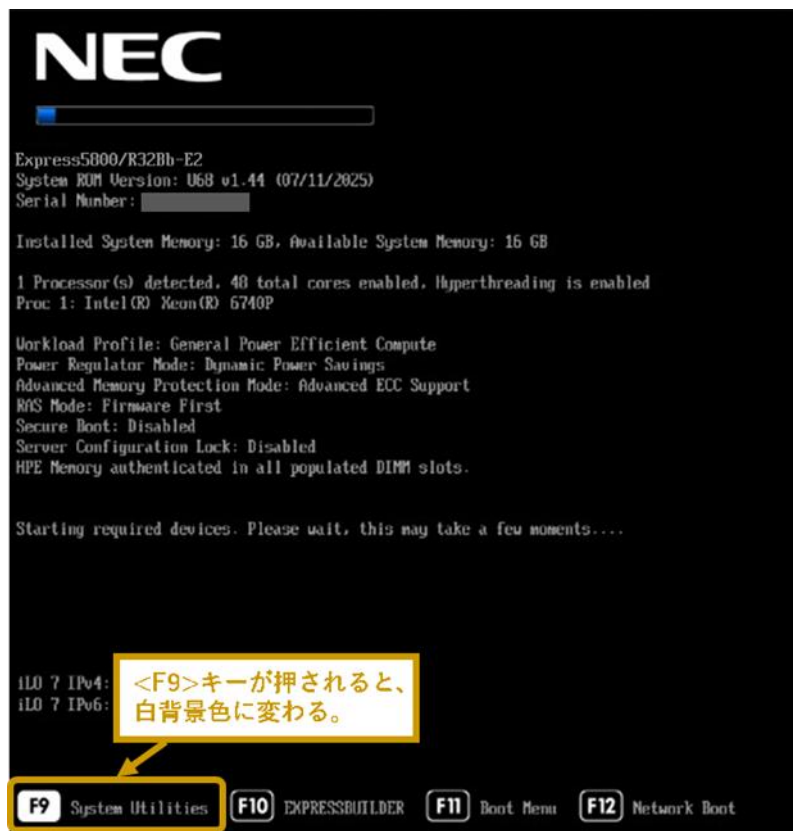 NEC
Express5800/R32Bb-E2
System ROM Version: U68 v1.44 (07/11/2025)
Serial Number:
Installed System Memory: 16 GB, Available System Memory: 16 GB
1 Processor(s) detected, 48 total cores enabled, Hyperthreading is enabled
Proc 1: Intel(R) Xeon(R) 6740P
Workload Profile: General Power Efficient Compute
Power Regulator Mode: Dynamic Power Savings
Advanced Memory Protection Mode: Advanced ECC Support
RAS Mode: Firmware First
Secure Boot: Disabled
Server Configuration Lock: Disabled
HPE Memory authenticated in all populated DIMM slots.
Starting required devices. Please wait, this may take a few moments....
iLO 7 IPv4:
iLO 7 IPv6:
<F9>キーが押されると、
白背景色に変わる。
F9 System Utilities F10 EXPRESSBUILDER F11 Boot Menu F12 Network Boot